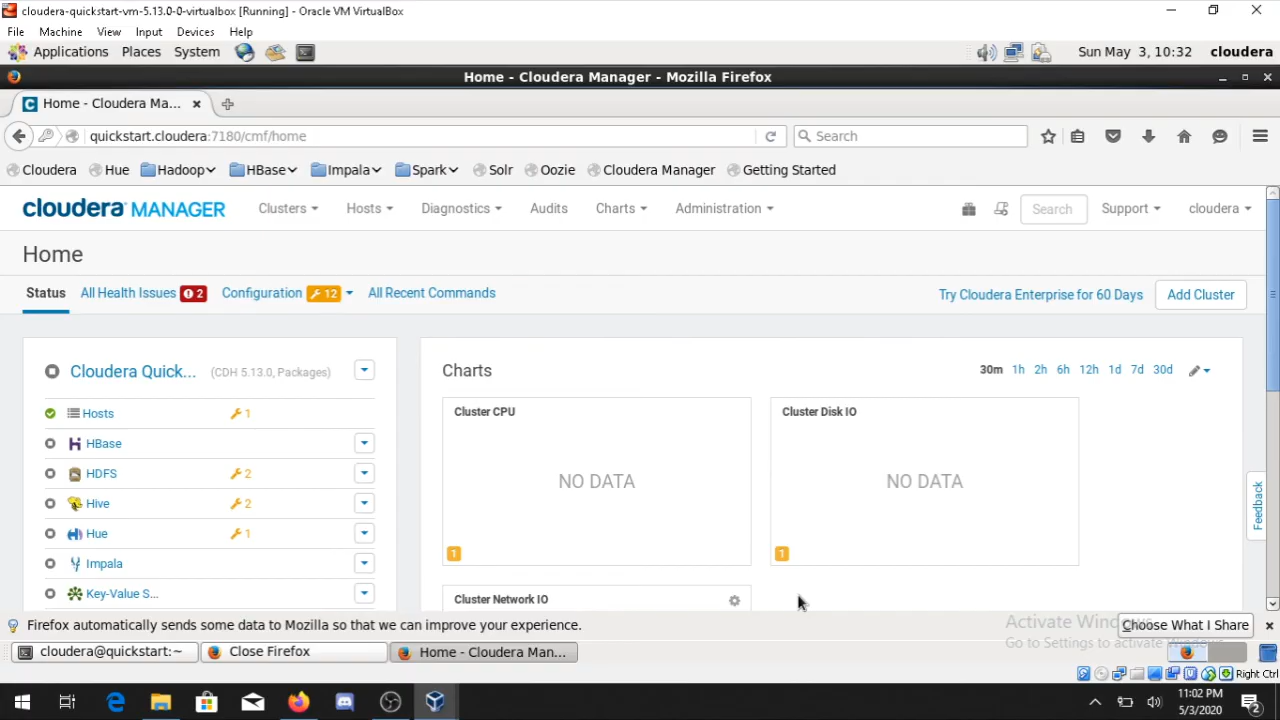 cloudera-quickstart-vm-5.13.0-0-virtualbox [Running] - Oracle VM VirtualBox
File Machine View Input Devices Help
Applications Places System Sun May 3, 10:32 cloudera
Home - Cloudera Manager - Mozilla Firefox
Home - Cloudera Ma...
quickstart.cloudera:7180/cmf/home Search
Cloudera Hue Hadoop HBase Impala Spark Solr Oozie Cloudera Manager Getting Started
cloudera MANAGER Clusters Hosts Diagnostics Audits Charts Administration Search Support cloudera
Home
Status All Health Issues 2 Configuration 12 All Recent Commands Try Cloudera Enterprise for 60 Days Add Cluster
Cloudera Quick... (CDH 5.13.0, Packages)
Hosts 1
HBase
HDFS 2
Hive 2
Hue 1
Impala
Key-Value S...
Charts 30m 1h 2h 6h 12h 1d 7d 30d
Cluster CPU
NO DATA
1
Cluster Disk IO
NO DATA
1
Cluster Network IO
Feedback
Firefox automatically sends some data to Mozilla so that we can improve your experience. Choose What I Share
Activate Windows
Go to Settings to activate Windows.
cloudera@quickstart:~ Close Firefox Home - Cloudera Man...
Right Ctrl
11:02 PM
5/3/2020
2